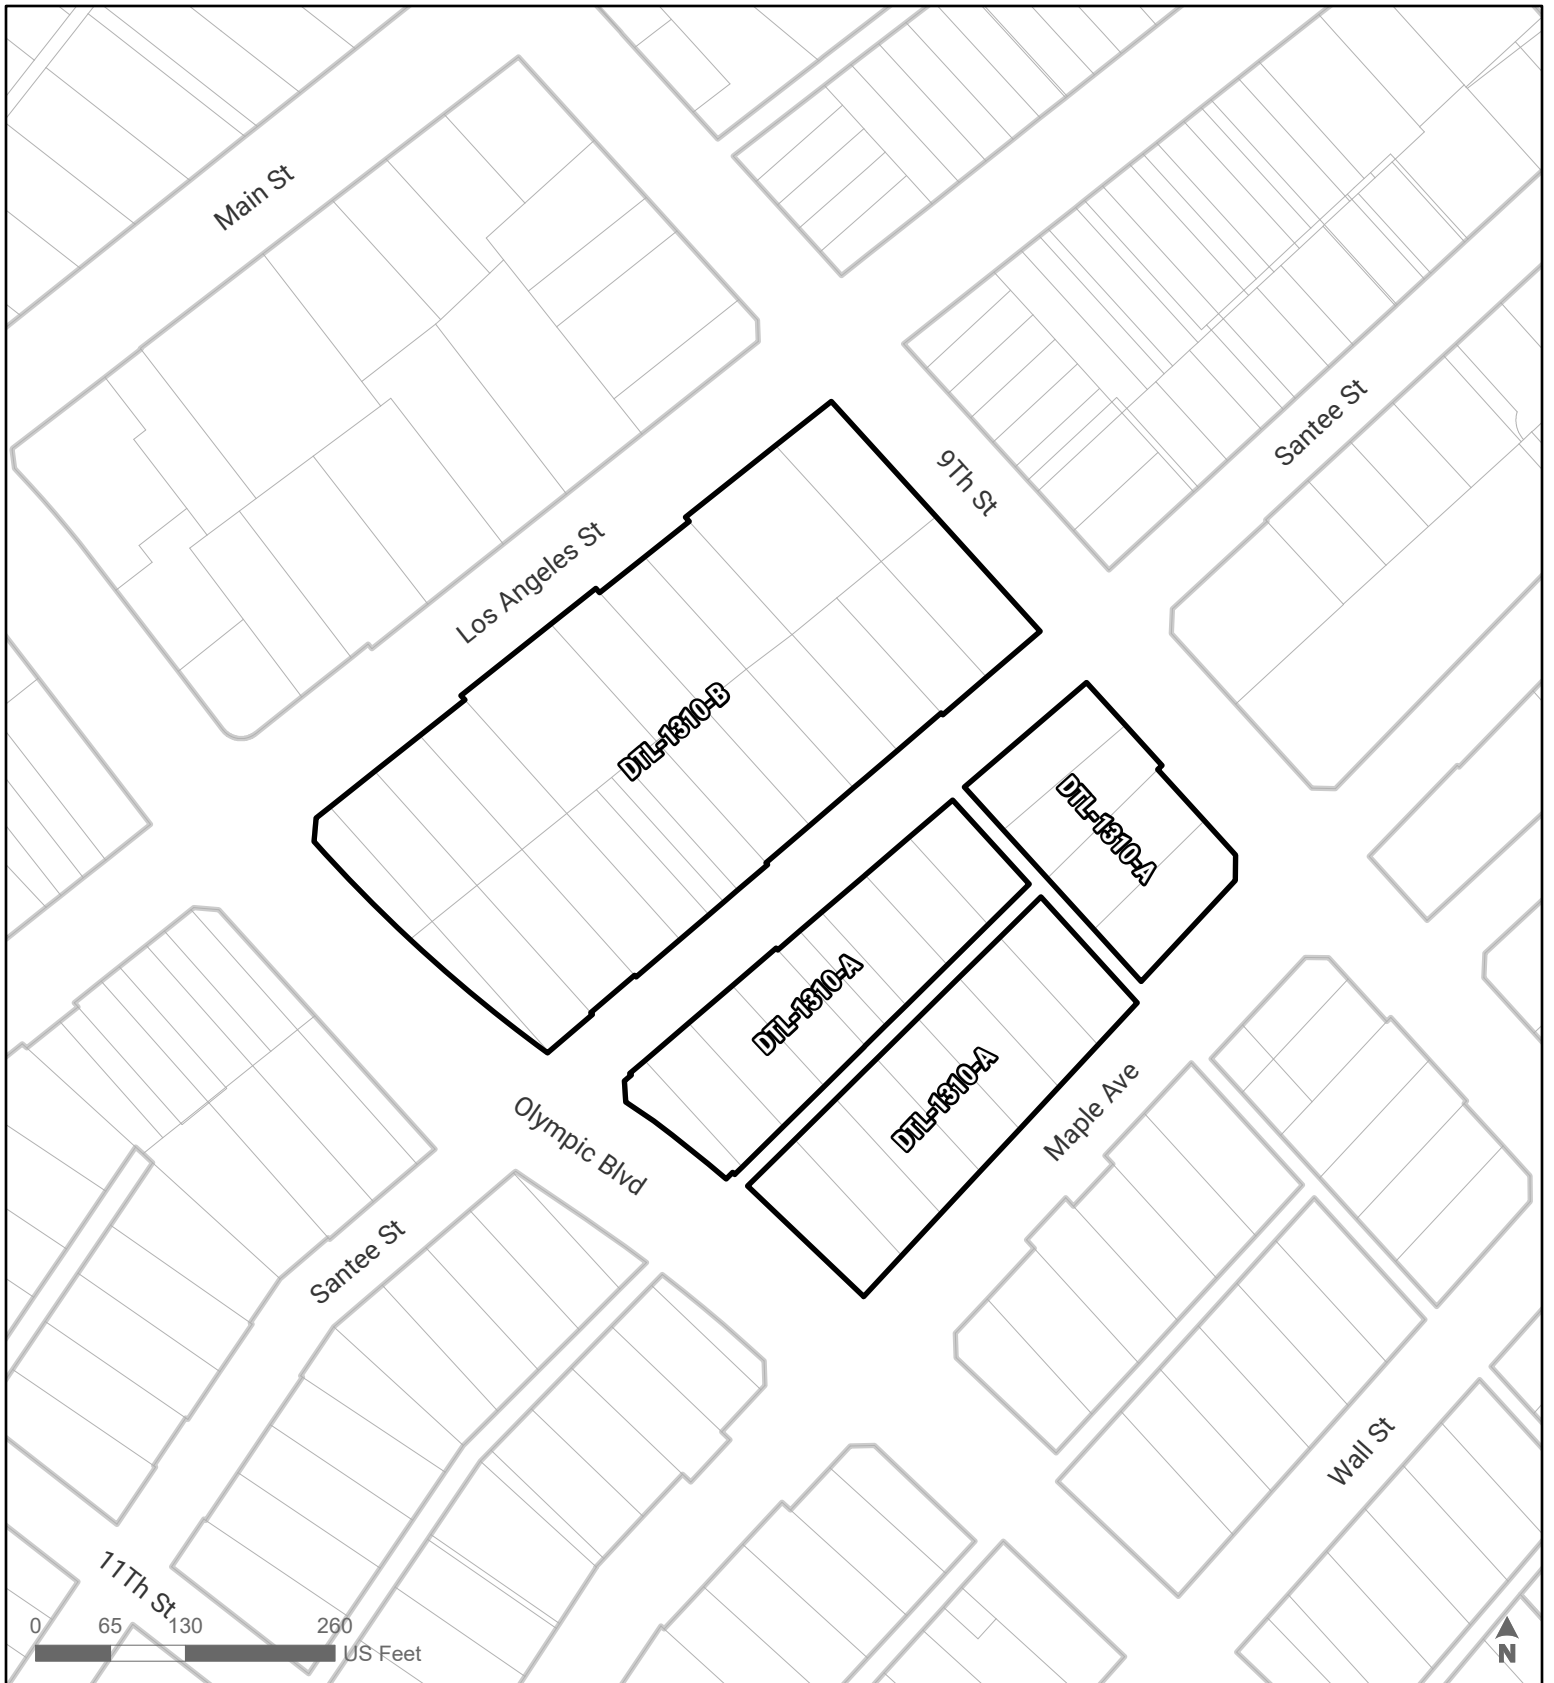 Main St
Santee St
9Th St
Los Angeles St
DTL-1310-B
DTL-1310-A
DTL-1310-A
DTL-1310-A
Maple Ave
Olympic Blvd
Santee St
Wall St
11Th St
0 65 130 260
US Feet
N